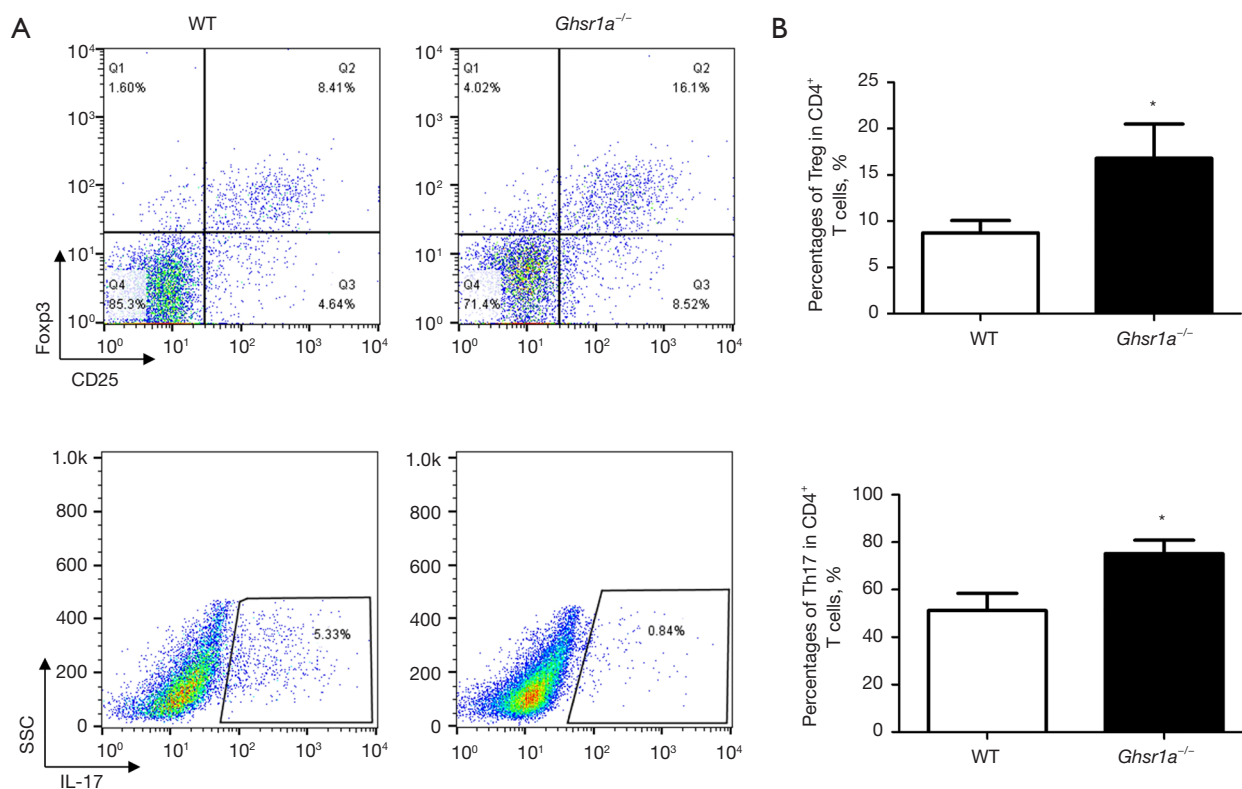 A
WT
Ghsr1a⁻/⁻
B
10⁴
10³
10²
10¹
10⁰
Q1
1.60%
Q2
8.41%
Q4
85.3%
Q3
4.64%
10⁰ 10¹ 10² 10³ 10⁴
Foxp3
CD25
10⁴
10³
10²
10¹
10⁰
Q1
4.02%
Q2
16.1%
Q4
71.4%
Q3
8.52%
10⁰ 10¹ 10² 10³ 10⁴
Percentages of Treg in CD4⁺
T cells, %
25
20
15
10
5
0
*
WT
Ghsr1a⁻/⁻
1.0k
800
600
400
200
0
5.33%
10⁰ 10¹ 10² 10³ 10⁴
SSC
IL-17
1.0k
800
600
400
200
0
0.84%
10⁰ 10¹ 10² 10³ 10⁴
Percentages of Th17 in CD4⁺
T cells, %
100
80
60
40
20
0
*
WT
Ghsr1a⁻/⁻